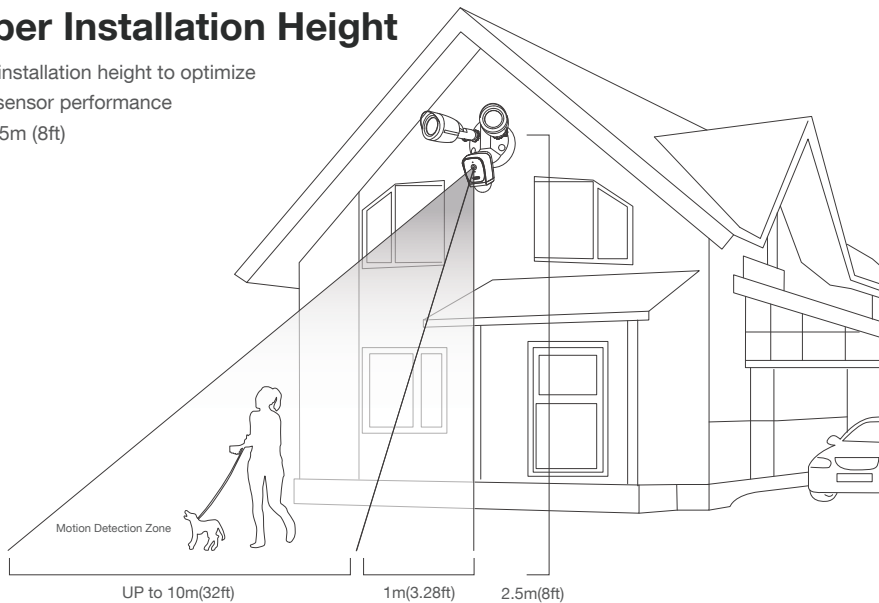 per Installation Height
installation height to optimize
sensor performance
5m (8ft)
Motion Detection Zone
UP to 10m(32ft)
1m(3.28ft)
2.5m(8ft)